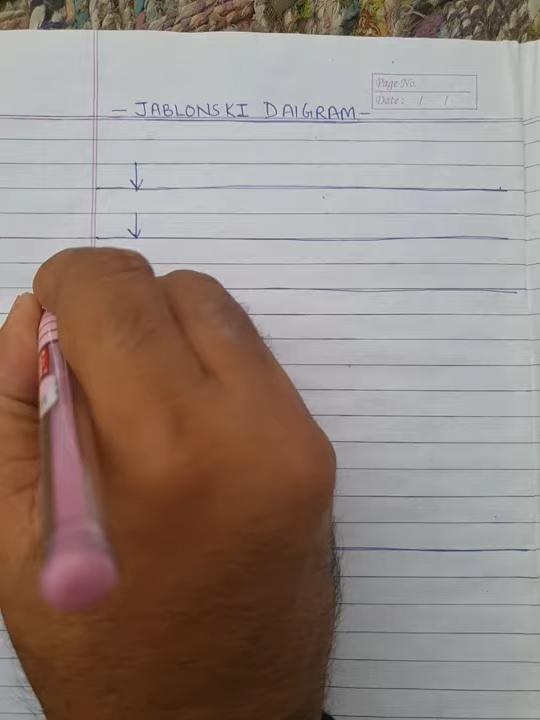 Page No.
Date: / /
- JABLONSKI DAIGRAM -